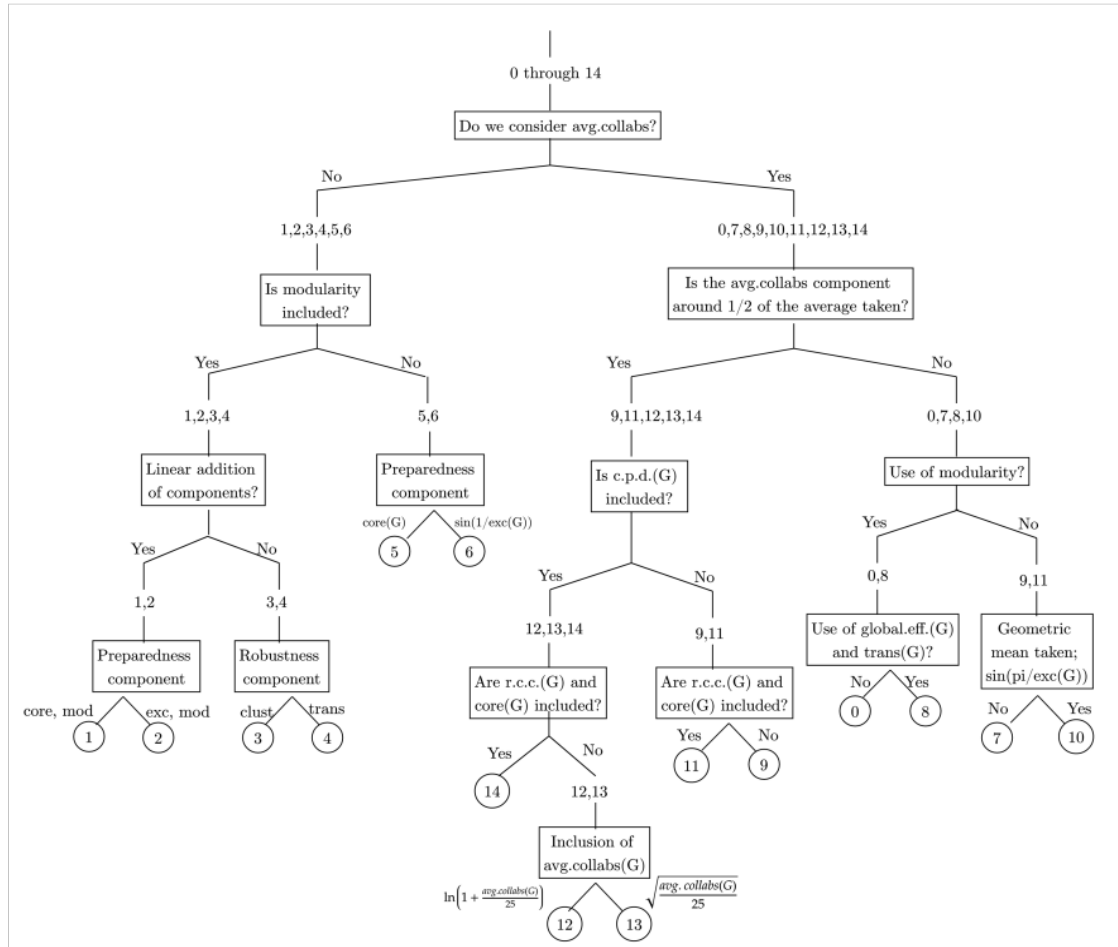 0 through 14
Do we consider avg.collabs?
No
Yes
1,2,3,4,5,6
0,7,8,9,10,11,12,13,14
Is modularity
included?
Is the avg.collabs component
around 1/2 of the average taken?
Yes
No
Yes
No
1,2,3,4
5,6
9,11,12,13,14
0,7,8,10
Linear addition
of components?
Preparedness
component
Is c.p.d.(G)
included?
Use of modularity?
core(G)
sin(1/exc(G))
5
6
Yes
No
Yes
No
Yes
No
1,2
3,4
0,8
9,11
12,13,14
9,11
Preparedness
component
Robustness
component
Use of global.eff.(G)
and trans(G)?
Geometric
mean taken;
sin(pi/exc(G))
Are r.c.c.(G) and
core(G) included?
Are r.c.c.(G) and
core(G) included?
core, mod
exc, mod
clust
trans
No
Yes
No
Yes
1
2
3
4
0
8
7
10
Yes
No
Yes
No
14
11
9
12,13
Inclusion of
avg.collabs(G)
ln(1 + avg.collabs(G)/25)
√(avg. collabs(G)/25)
12
13